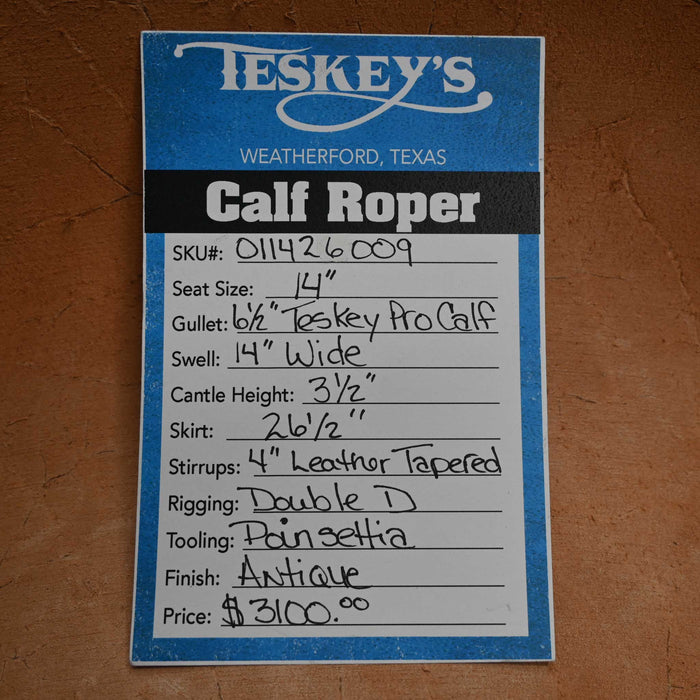 TESKEY'S
WEATHERFORD, TEXAS
Calf Roper
SKU#: 011426009
Seat Size: 14"
Gullet: 6½" Teskey Pro Calf
Swell: 14" Wide
Cantle Height: 3½"
Skirt: 26½"
Stirrups: 4" Leather Tapered
Rigging: Double D
Tooling: Poinsettia
Finish: Antique
Price: $3100.00